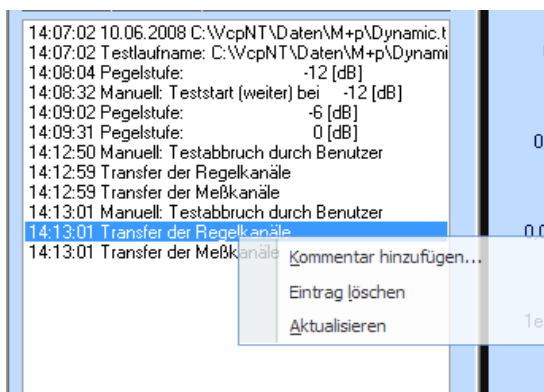 14:07:02 10.06.2008 C:\VcpNT\Daten\M+p\Dynamic.t
14:07:02 Testlaufname: C:\VcpNT\Daten\M+p\Dynami
14:08:04 Pegelstufe: -12 [dB]
14:08:32 Manuell: Teststart (weiter) bei -12 [dB]
14:09:02 Pegelstufe: -6 [dB]
14:09:31 Pegelstufe: 0 [dB]
14:12:50 Manuell: Testabbruch durch Benutzer
14:12:59 Transfer der Regelkanäle
14:12:59 Transfer der Meßkanäle
14:13:01 Manuell: Testabbruch durch Benutzer
14:13:01 Transfer der Regelkanäle
14:13:01 Transfer der Meßkanäle
Kommentar hinzufügen...
Eintrag löschen
Aktualisieren
0
0,0
1e